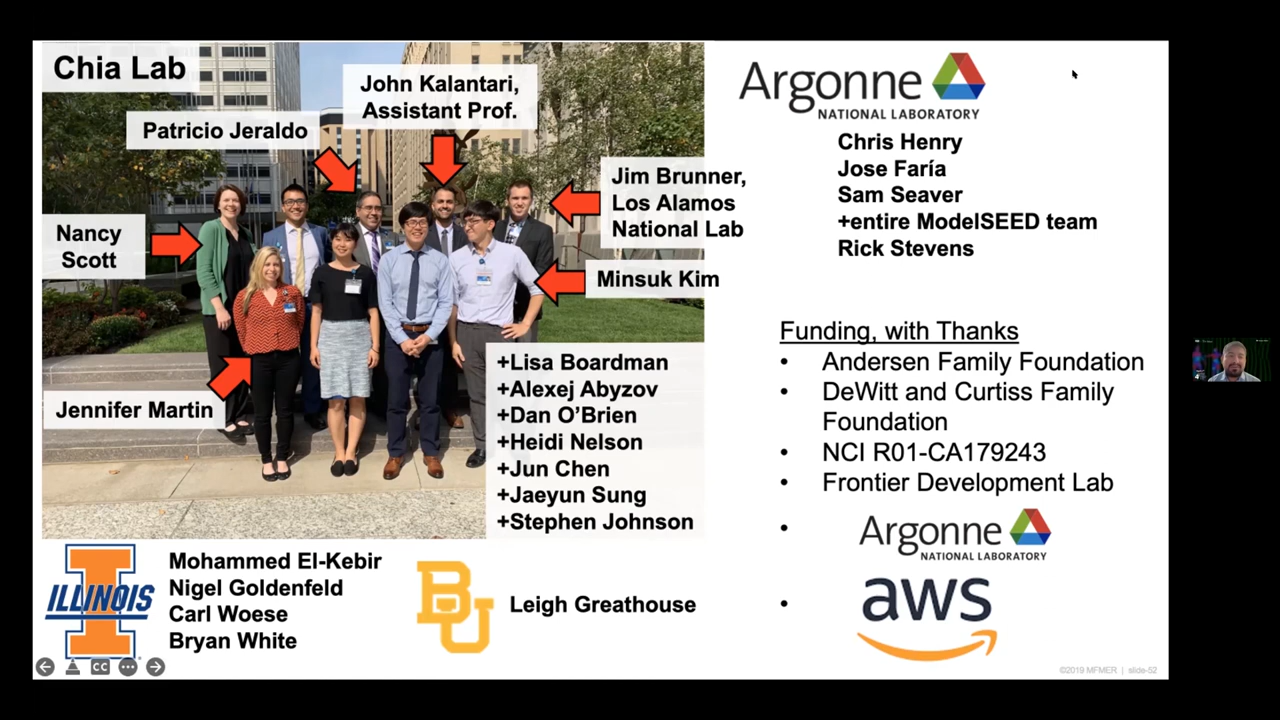 Chia Lab
John Kalantari,
Assistant Prof.
Patricio Jeraldo
Jim Brunner,
Los Alamos
National Lab
Nancy
Scott
Minsuk Kim
Jennifer Martin
+Lisa Boardman
+Alexej Abyzov
+Dan O’Brien
+Heidi Nelson
+Jun Chen
+Jaeyun Sung
+Stephen Johnson
ILLINOIS
Mohammed El-Kebir
Nigel Goldenfeld
Carl Woese
Bryan White
BU
Leigh Greathouse
Argonne
NATIONAL LABORATORY
Chris Henry
Jose Faría
Sam Seaver
+entire ModelSEED team
Rick Stevens
Funding, with Thanks
• Andersen Family Foundation
• DeWitt and Curtiss Family
Foundation
• NCI R01-CA179243
• Frontier Development Lab
• Argonne
NATIONAL LABORATORY
• aws
CC
©2019 MFMER | slide-52